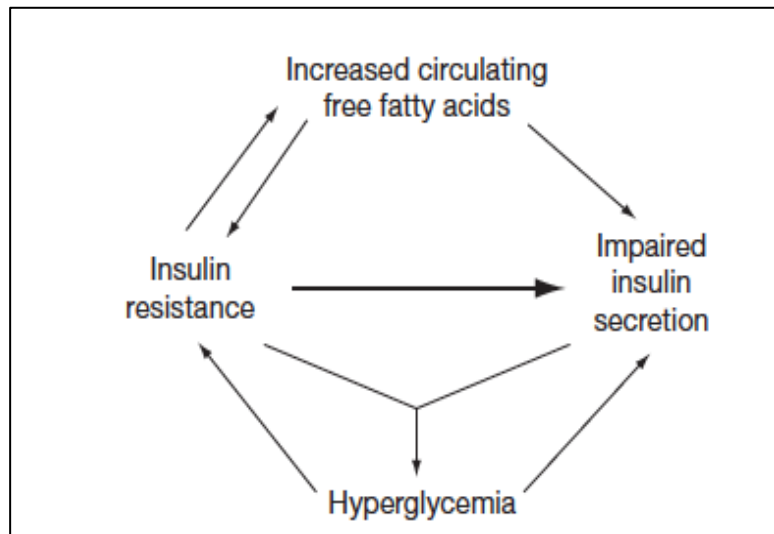 Increased circulating
free fatty acids
Insulin
resistance
Impaired
insulin
secretion
Hyperglycemia